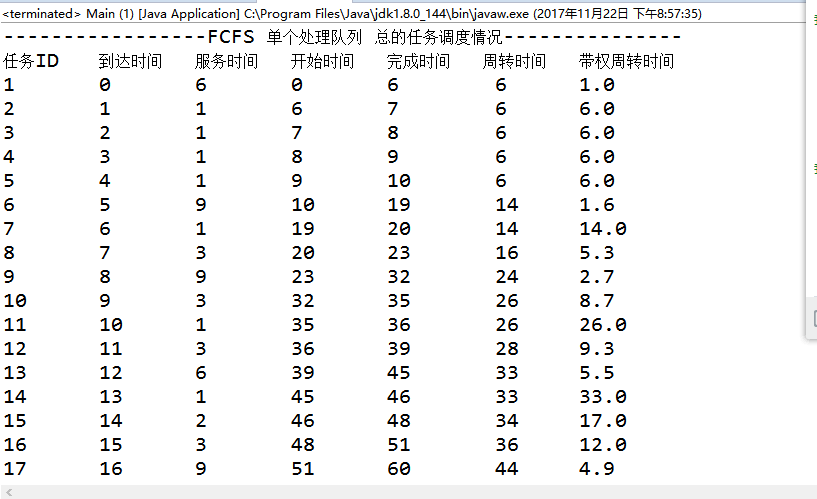 <terminated> Main (1) [Java Application] C:\Program Files\Java\jdk1.8.0_144\bin\javaw.exe (2017年11月22日 下午8:57:35)
-----------------FCFS 单个处理队列 总的任务调度情况---------------
任务ID 到达时间 服务时间 开始时间 完成时间 周转时间 带权周转时间
1 0 6 0 6 6 1.0
2 1 1 6 7 6 6.0
3 2 1 7 8 6 6.0
4 3 1 8 9 6 6.0
5 4 1 9 10 6 6.0
6 5 9 10 19 14 1.6
7 6 1 19 20 14 14.0
8 7 3 20 23 16 5.3
9 8 9 23 32 24 2.7
10 9 3 32 35 26 8.7
11 10 1 35 36 26 26.0
12 11 3 36 39 28 9.3
13 12 6 39 45 33 5.5
14 13 1 45 46 33 33.0
15 14 2 46 48 34 17.0
16 15 3 48 51 36 12.0
17 16 9 51 60 44 4.9